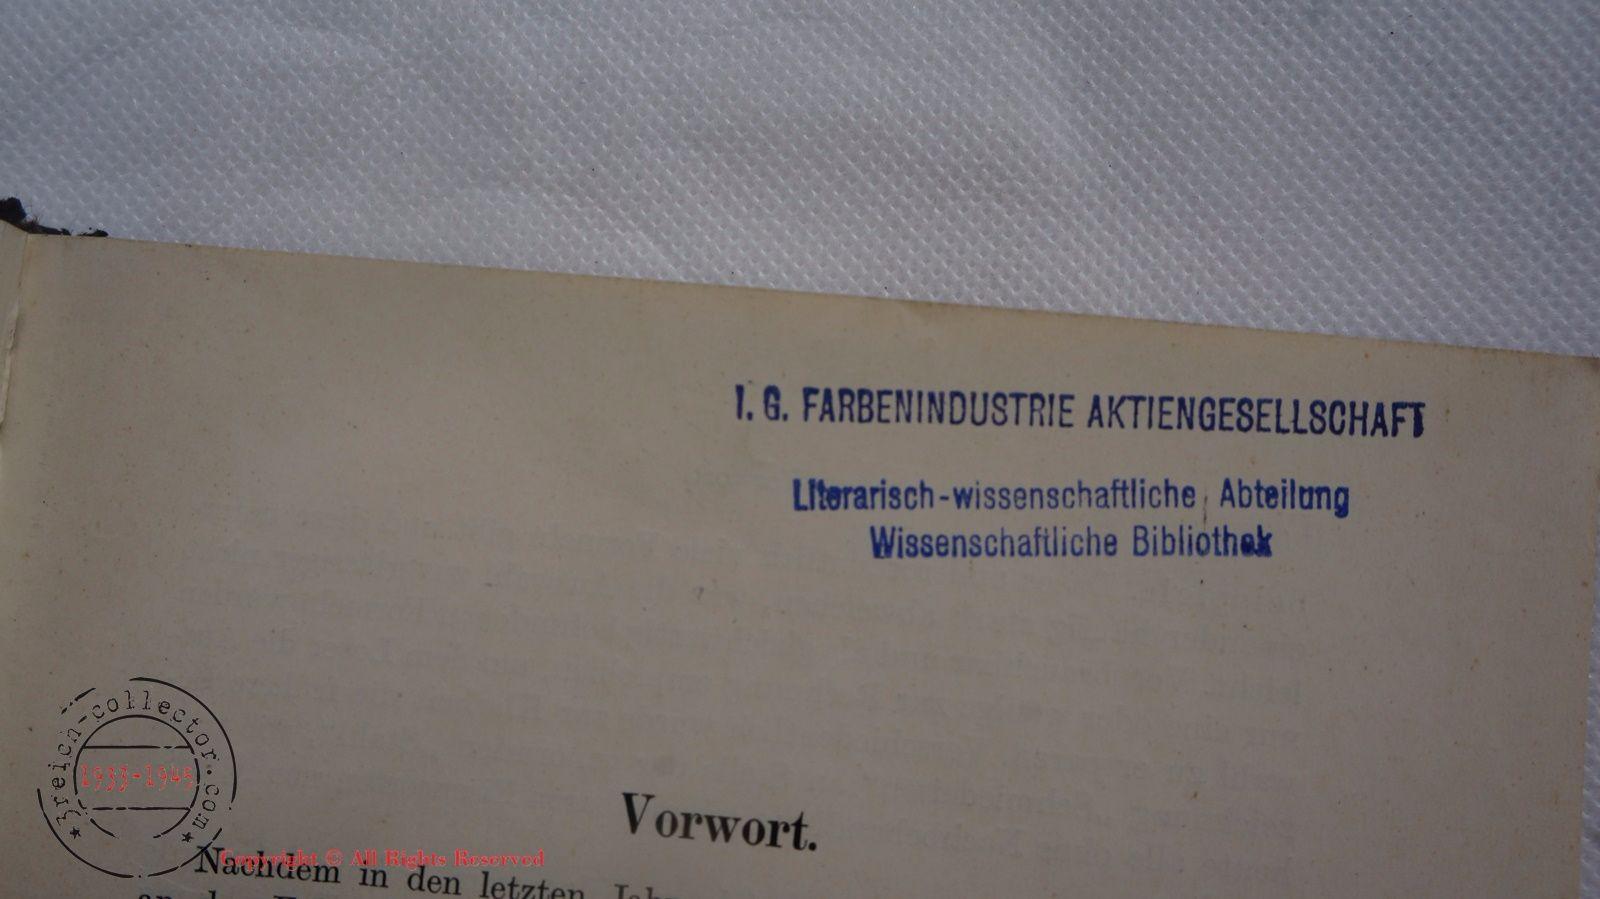 I. G. FARBENINDUSTRIE AKTIENGESELLSCHAFT
Literarisch-wissenschaftliche Abteilung
Wissenschaftliche Bibliothek
Vorwort.
Nachdem in den letzten
3reich-collector.com
1933-1945
Copyright © All Rights Reserved